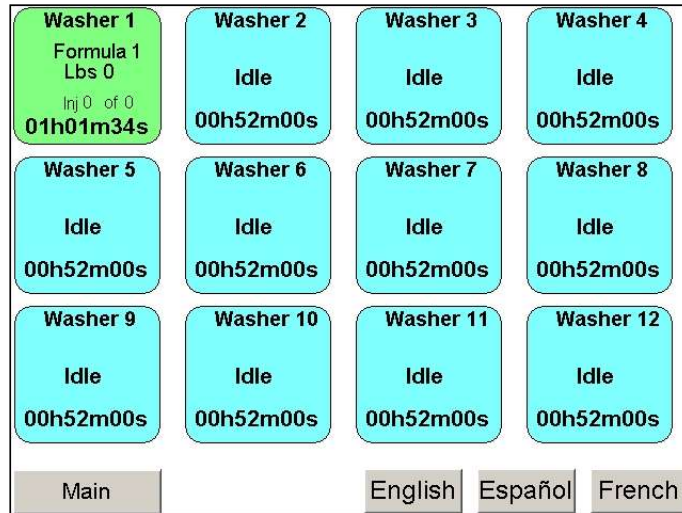 Washer 1
Formula 1
Lbs 0
Inj 0 of 0
01h01m34s
Washer 2
Idle
00h52m00s
Washer 3
Idle
00h52m00s
Washer 4
Idle
00h52m00s
Washer 5
Idle
00h52m00s
Washer 6
Idle
00h52m00s
Washer 7
Idle
00h52m00s
Washer 8
Idle
00h52m00s
Washer 9
Idle
00h52m00s
Washer 10
Idle
00h52m00s
Washer 11
Idle
00h52m00s
Washer 12
Idle
00h52m00s
Main
English
Español
French